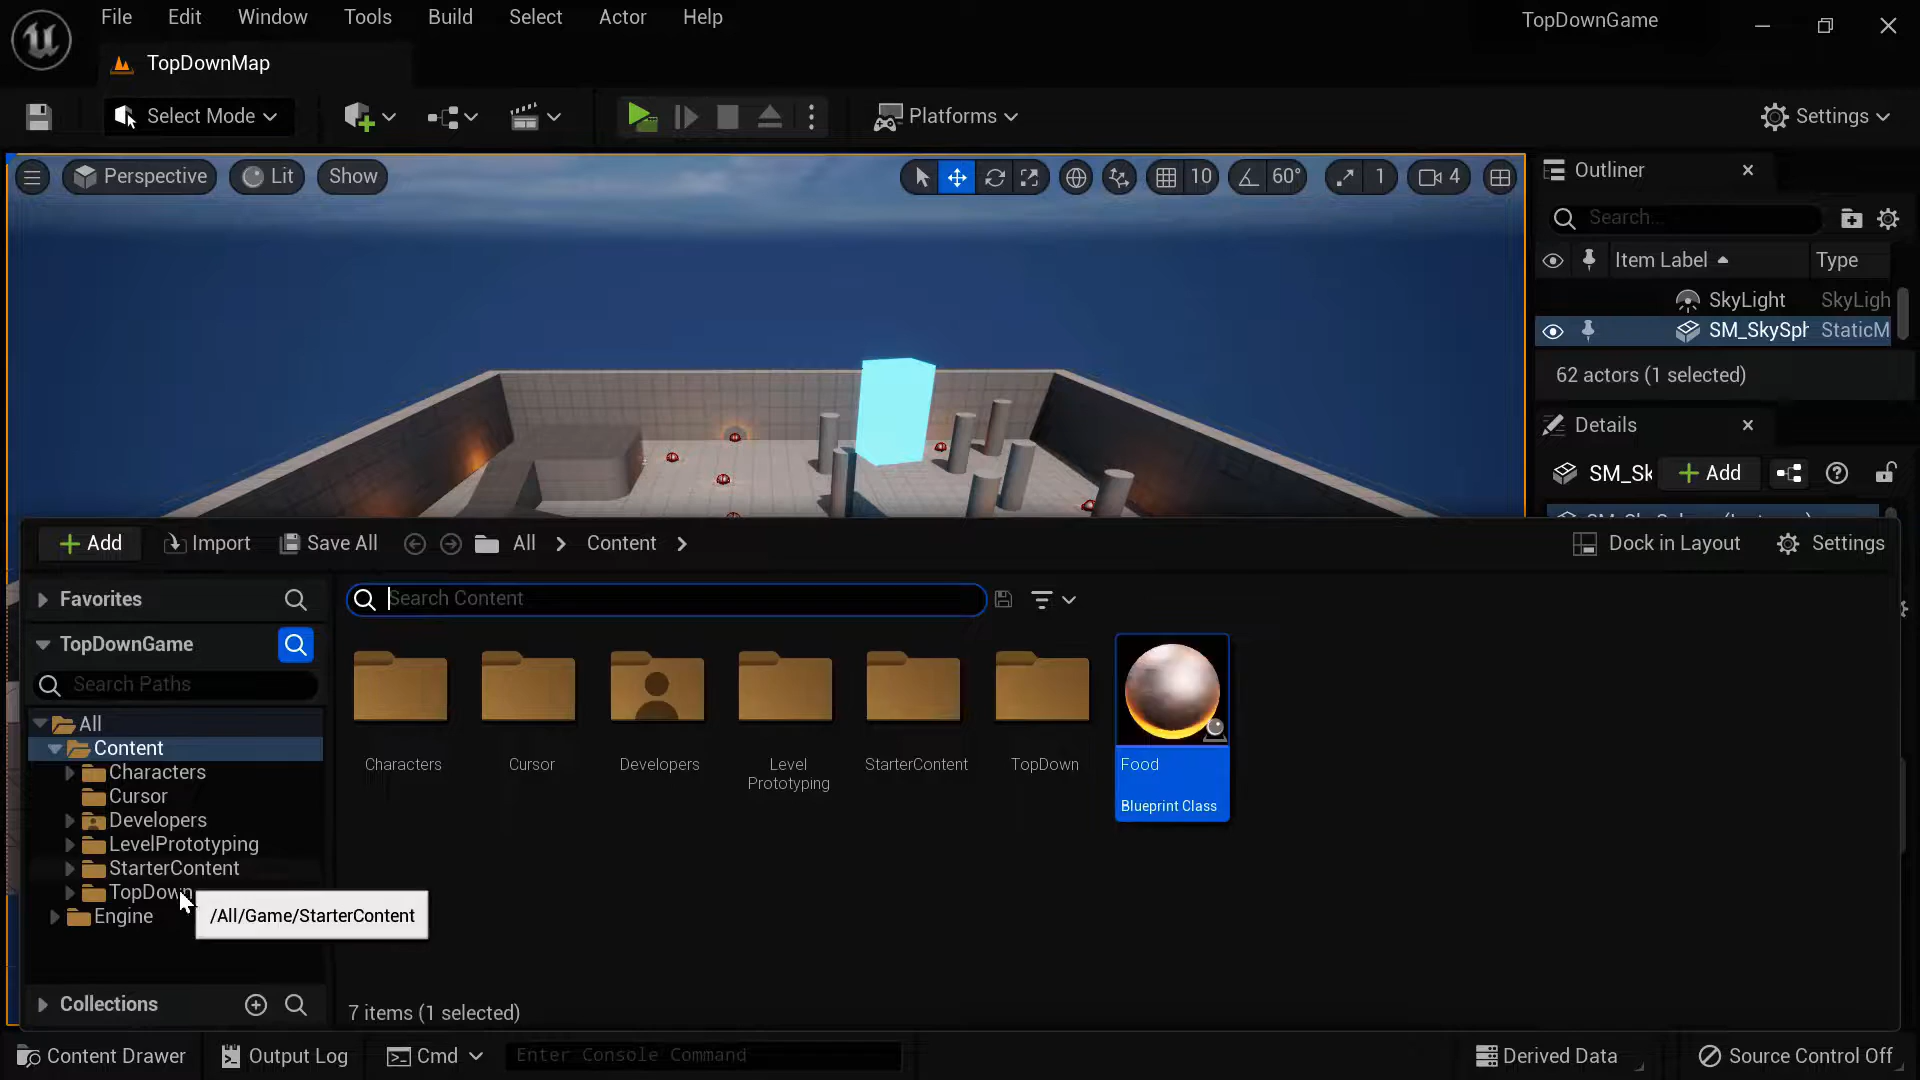 File Edit Window Tools Build Select Actor Help TopDownGame
TopDownMap
Select Mode Platforms Settings
Perspective Lit Show 10 60° 1 4
Outliner
Search...
Item Label Type
SkyLight SkyLigh
SM_SkySph StaticM
62 actors (1 selected)
Details
SM_Sk Add
Add Import Save All All Content Dock in Layout Settings
Favorites
Search Content
TopDownGame
Search Paths
All
Content
Characters
Cursor
Developers
LevelPrototyping
StarterContent
TopDown
Engine
/All/Game/StarterContent
Characters
Cursor
Developers
Level
Prototyping
StarterContent
TopDown
Food
Blueprint Class
Collections
7 items (1 selected)
Content Drawer Output Log Cmd Enter Console Command Derived Data Source Control Off